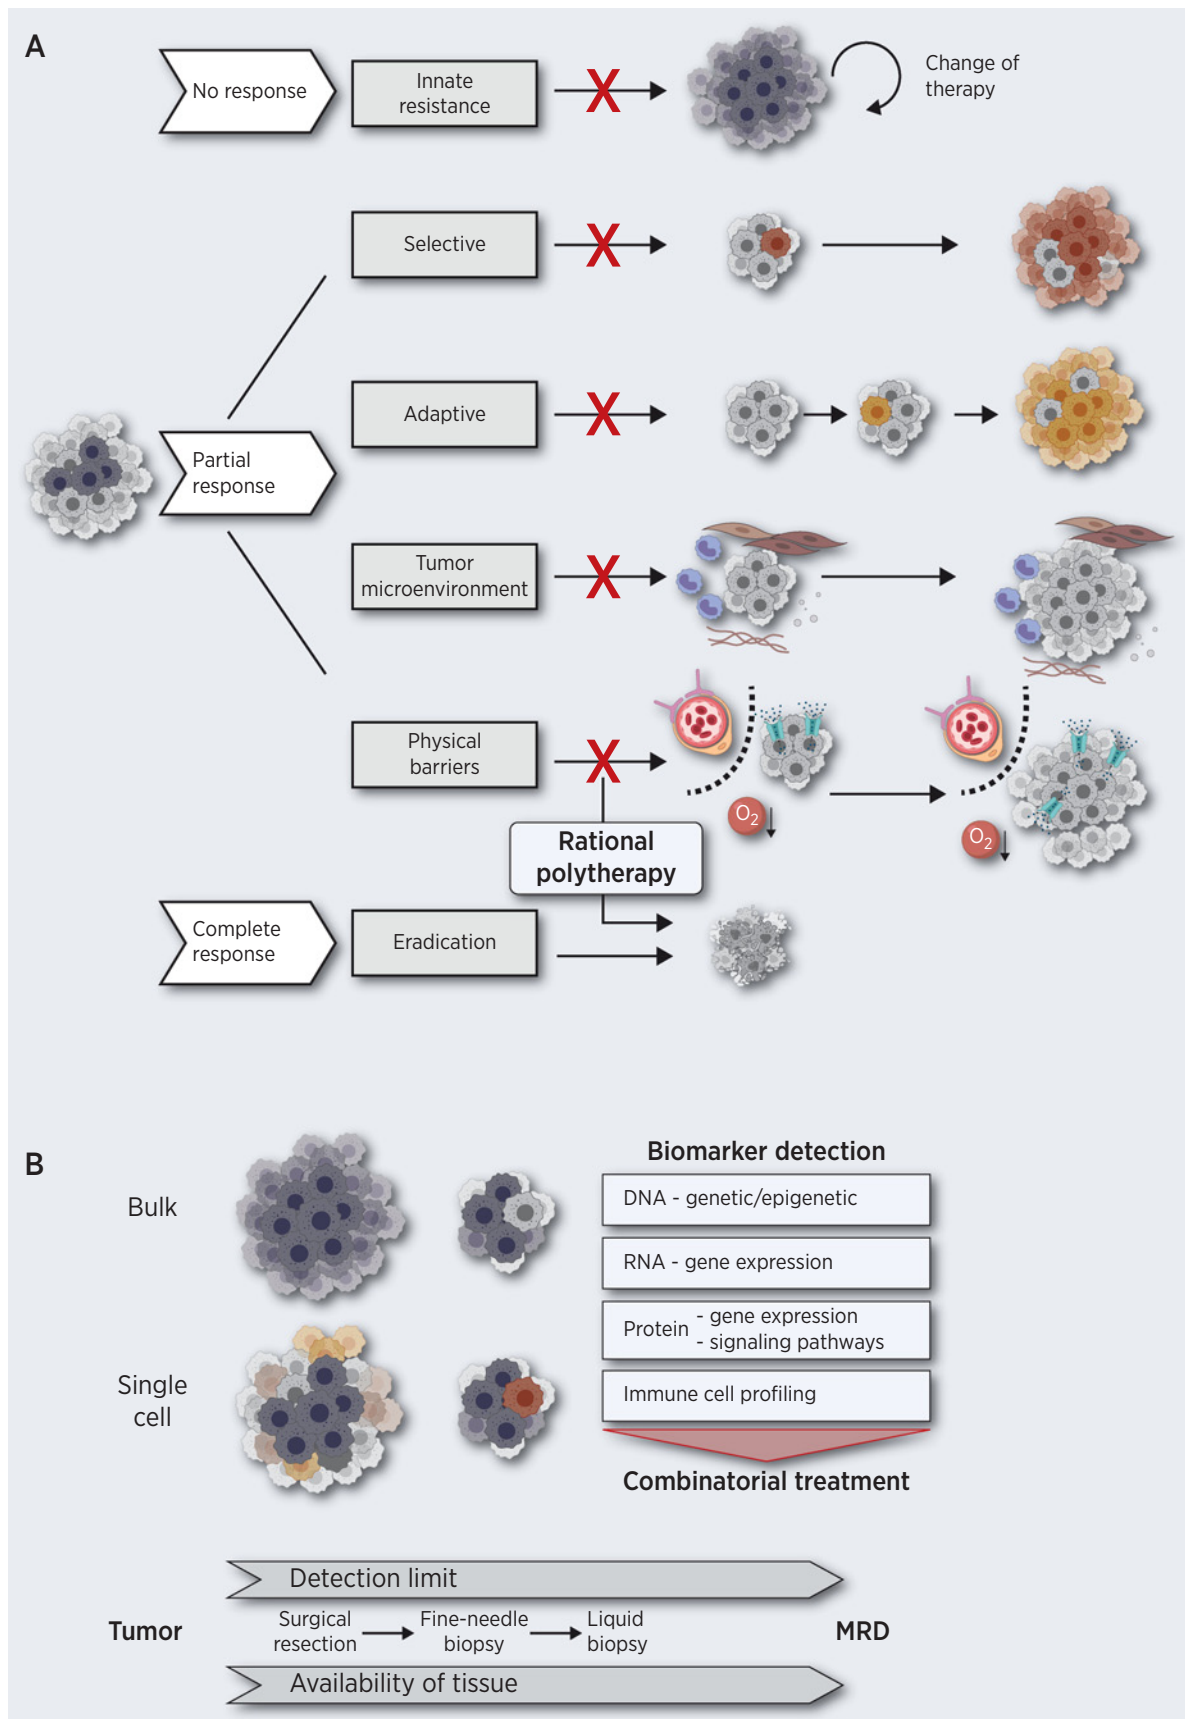 A
No response
Innate
resistance
X
Change of
therapy
Selective
X
Adaptive
X
Partial
response
Tumor
microenvironment
X
Physical
barriers
X
O₂
O₂
Rational
polytherapy
Complete
response
Eradication
B
Bulk
Single
cell
Biomarker detection
DNA - genetic/epigenetic
RNA - gene expression
Protein - gene expression
- signaling pathways
Immune cell profiling
Combinatorial treatment
Detection limit
Tumor
Surgical
resection
Fine-needle
biopsy
Liquid
biopsy
MRD
Availability of tissue